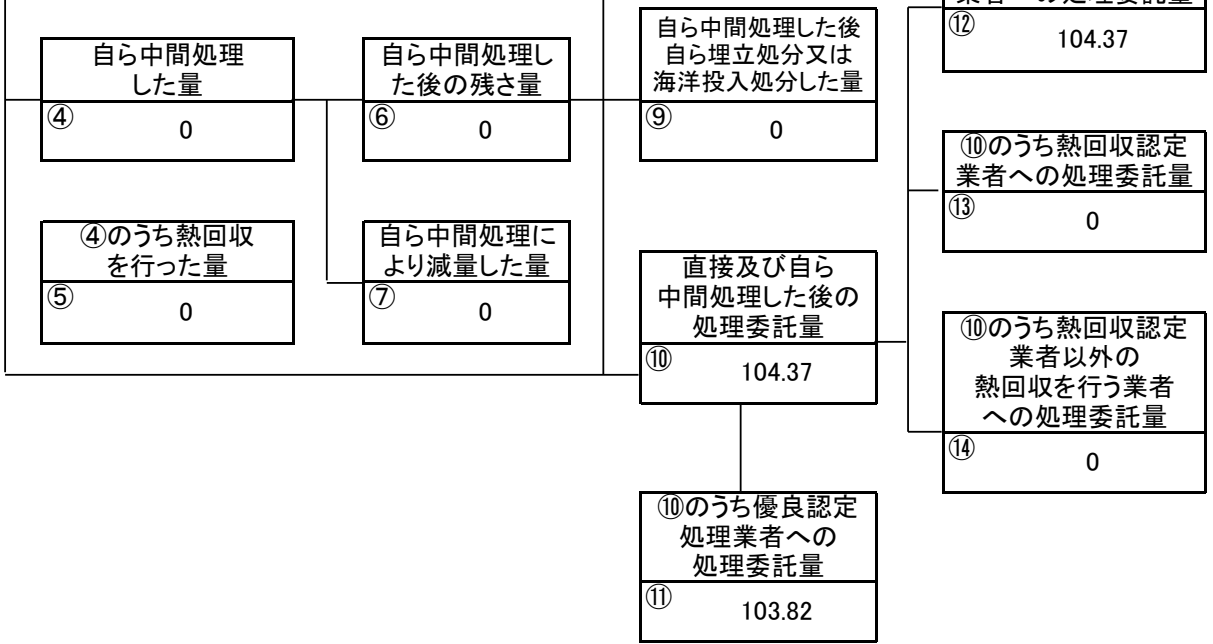 ⑫
104.37
自ら中間処理
した量
④
0
自ら中間処理し
た後の残さ量
⑥
0
自ら中間処理した後
自ら埋立処分又は
海洋投入処分した量
⑨
0
⑩のうち熱回収認定
業者への処理委託量
⑬
0
④のうち熱回収
を行った量
⑤
0
自ら中間処理に
より減量した量
⑦
0
直接及び自ら
中間処理した後の
処理委託量
⑩
104.37
⑩のうち熱回収認定
業者以外の
熱回収を行う業者
への処理委託量
⑭
0
⑩のうち優良認定
処理業者への
処理委託量
⑪
103.82